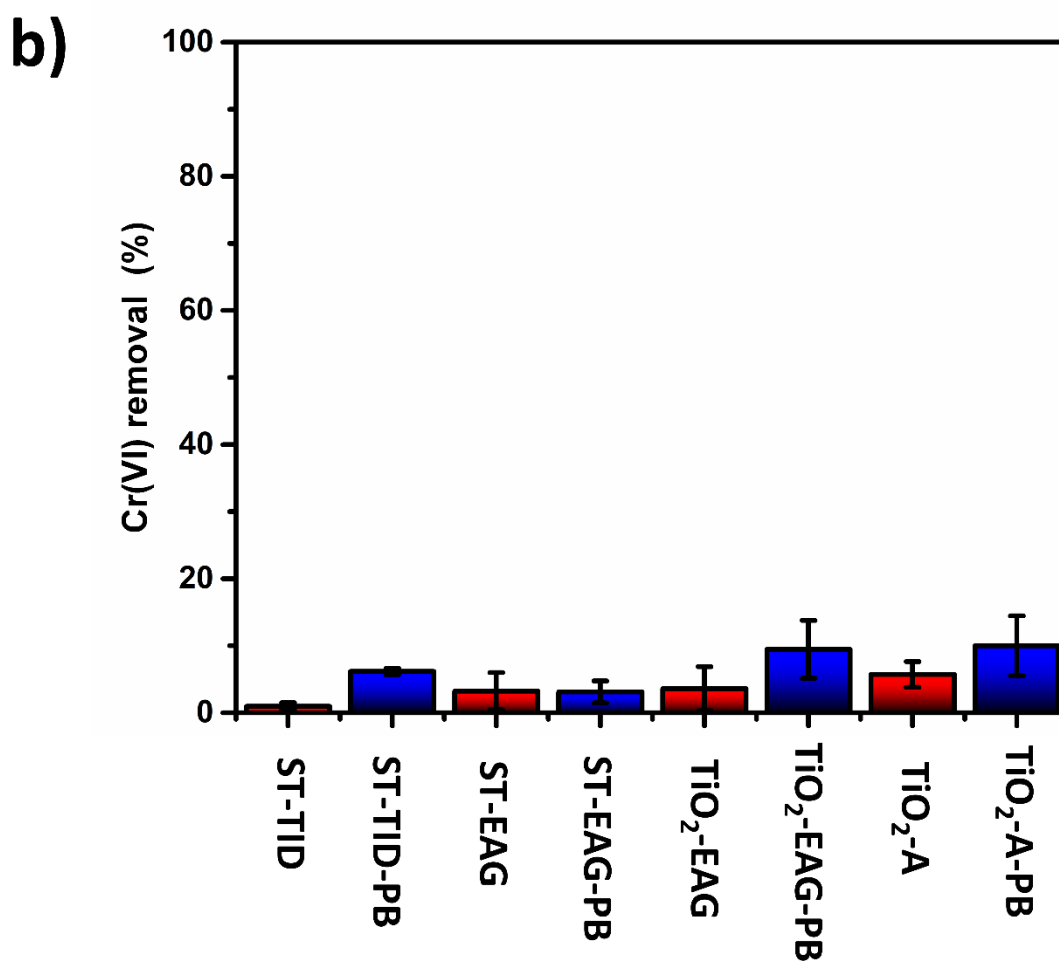 b)
Cr(VI) removal (%)
100
80
60
40
20
0
ST-TID
ST-TID-PB
ST-EAG
ST-EAG-PB
TiO₂-EAG
TiO₂-EAG-PB
TiO₂-A
TiO₂-A-PB